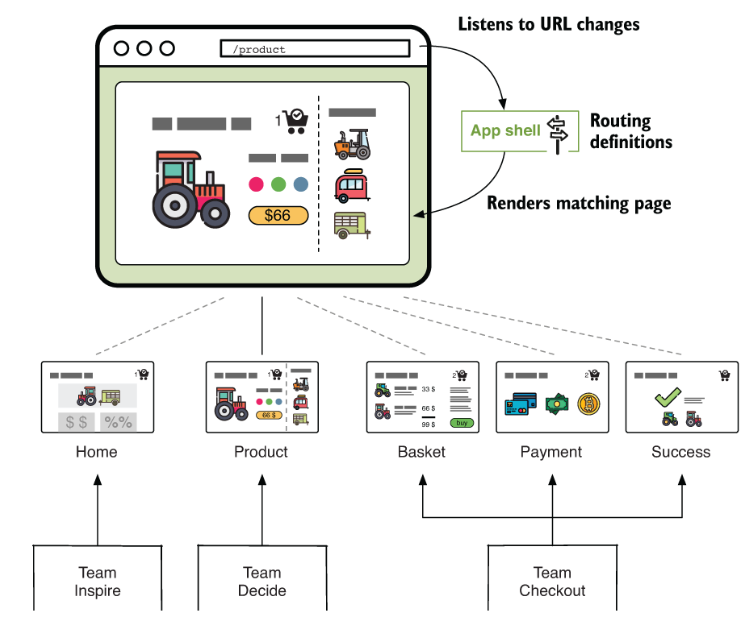 Listens to URL changes
/product
App shell
Routing
definitions
1
$66
Renders matching page
1
$ $
%%
66 $
2
33 $
66 $
99 $
buy
2
Home
Product
Basket
Payment
Success
Team
Inspire
Team
Decide
Team
Checkout